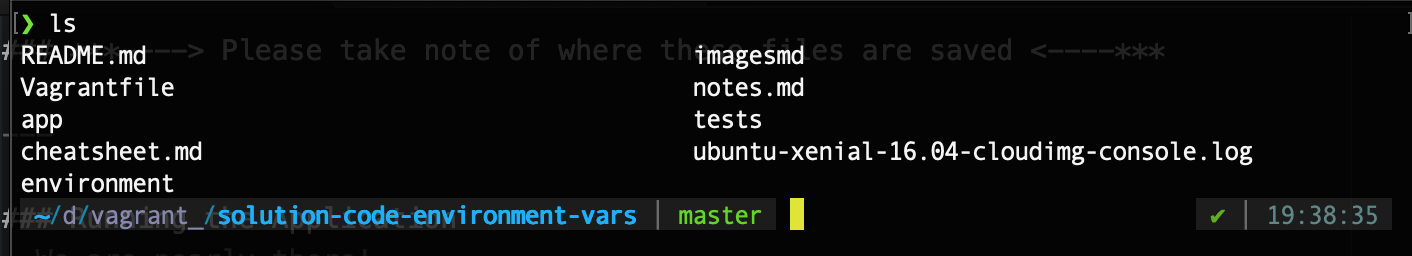 ❯ ls
###  *----> Please take note of where these files are saved <----***
README.md imagesmd
Vagrantfile notes.md
app tests
cheatsheet.md ubuntu-xenial-16.04-cloudimg-console.log
environment
~/d/vagrant_/solution-code-environment-vars | master ✔ | 19:38:35
### Running the Application
We are nearly there!